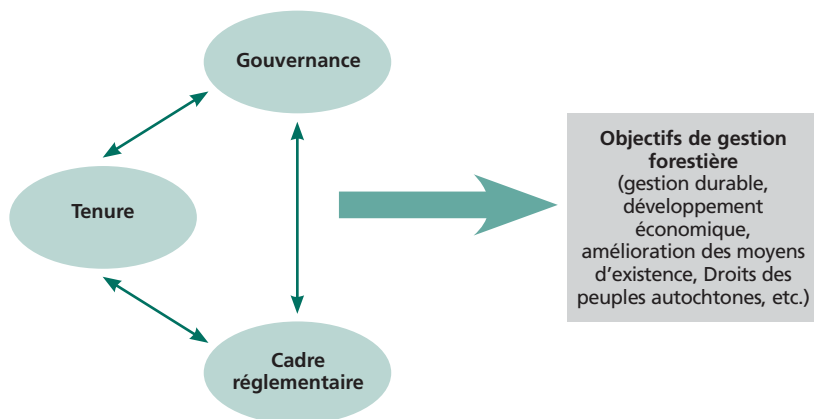 Gouvernance
Tenure
Cadre
réglementaire
Objectifs de gestion
forestière
(gestion durable,
développement
économique,
amélioration des moyens
d’existence, Droits des
peuples autochtones, etc.)